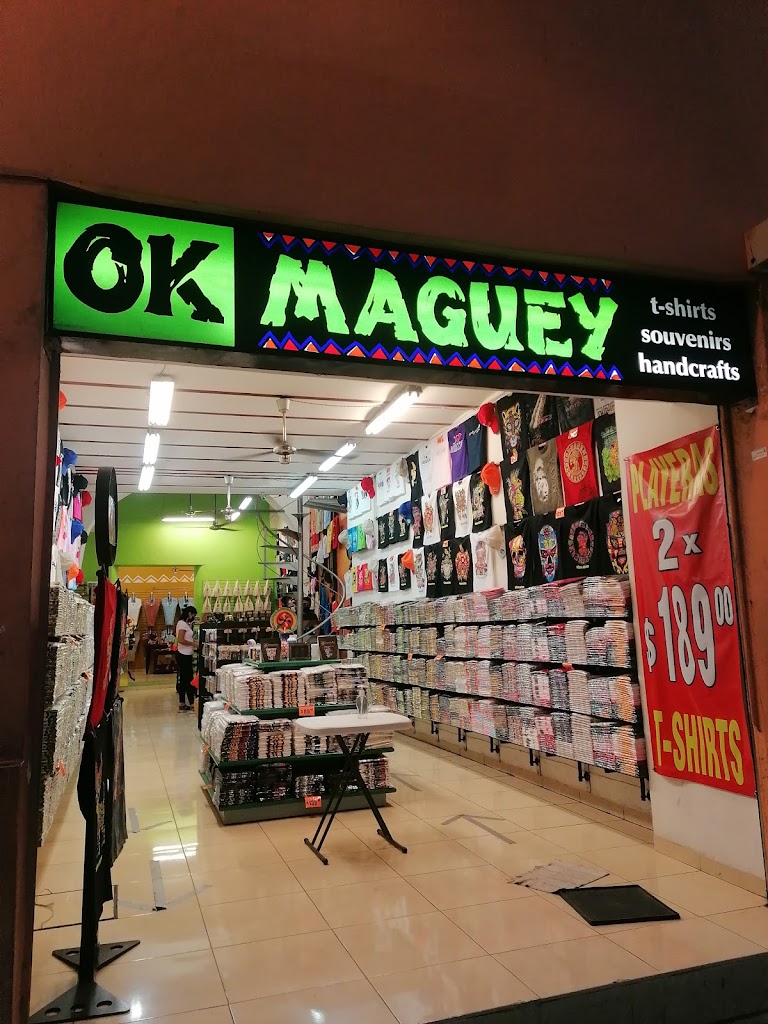 OK MAGUEY
t-shirts
souvenirs
handcrafts
PLAYERAS
2 x
$189.00
T-SHIRTS